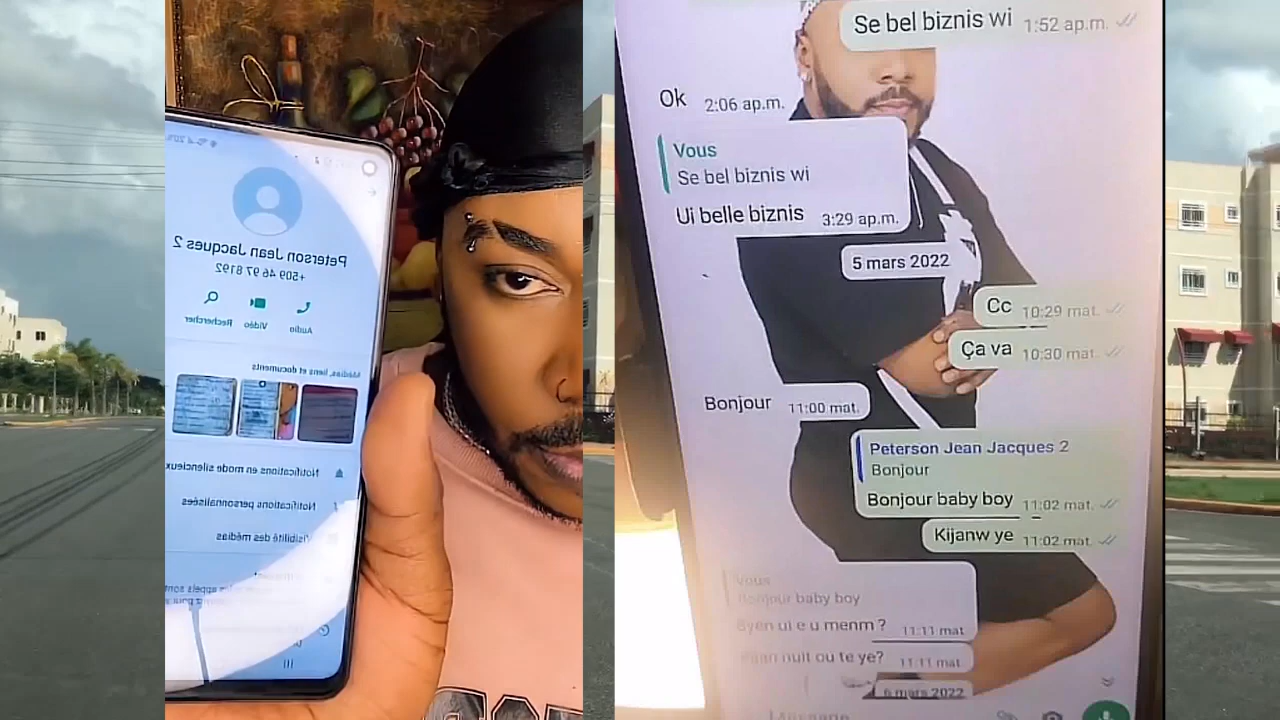 Peterson Jean Jacques 2
+509 46 97 8192
Audio
Vidéo
Rechercher
Médias, liens et documents
Notifications en mode silencieux
Notifications personnalisées
Visibilité des médias
Se bel biznis wi 1:52 ap.m.
Ok 2:06 ap.m.
Vous
Se bel biznis wi
Ui belle biznis 3:29 ap.m.
5 mars 2022
Cc 10:29 mat.
Ça va 10:30 mat.
Bonjour 11:00 mat.
Peterson Jean Jacques 2
Bonjour
Bonjour baby boy 11:02 mat.
Kijanw ye 11:02 mat.
Vous
Bonjour baby boy
Byen ui e u menm ? 11:11 mat.
nuit ou te ye? 11:11 mat.
6 mars 2022